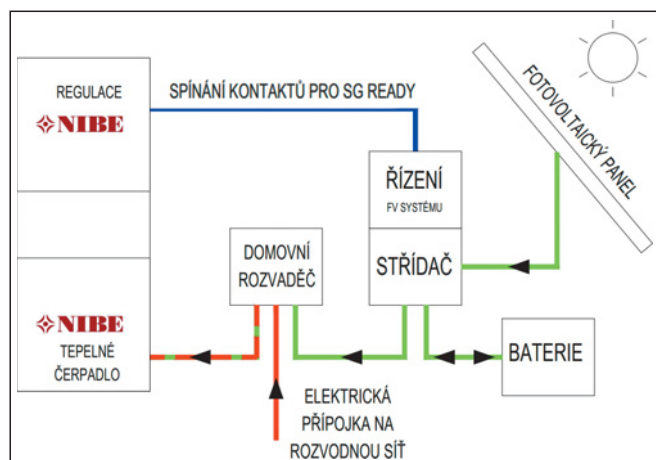 REGULACE
NIBE
SPÍNÁNÍ KONTAKTŮ PRO SG READY
FOTOVOLTAICKÝ PANEL
ŘÍZENÍ
FV SYSTÉMU
STŘÍDAČ
DOMOVNÍ
ROZVADĚČ
NIBE
TEPELNÉ
ČERPADLO
BATERIE
ELEKTRICKÁ
PŘÍPOJKA NA
ROZVODNOU SÍŤ